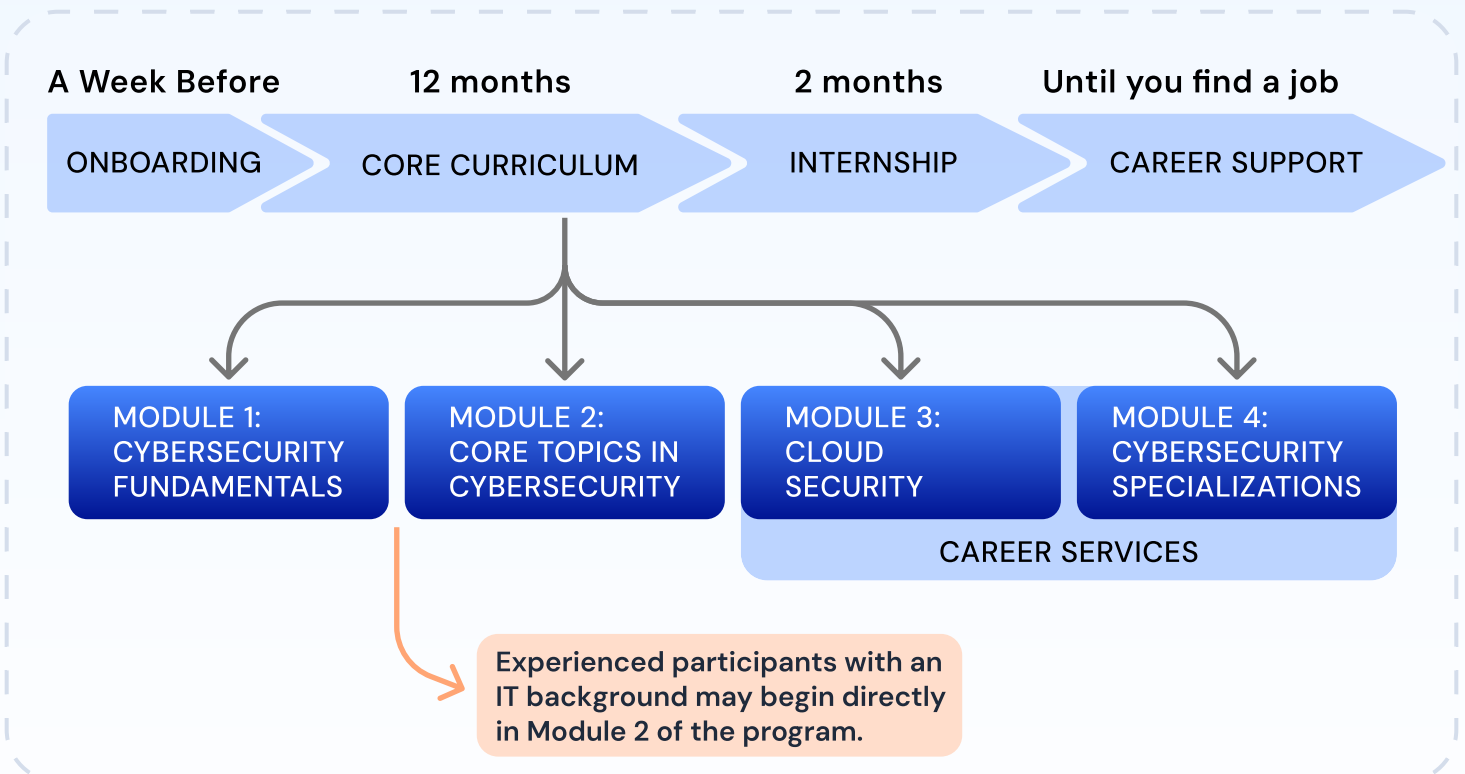 A Week Before
12 months
2 months
Until you find a job
ONBOARDING
CORE CURRICULUM
INTERNSHIP
CAREER SUPPORT
MODULE 1:
CYBERSECURITY
FUNDAMENTALS
MODULE 2:
CORE TOPICS IN
CYBERSECURITY
MODULE 3:
CLOUD
SECURITY
MODULE 4:
CYBERSECURITY
SPECIALIZATIONS
CAREER SERVICES
Experienced participants with an
IT background may begin directly
in Module 2 of the program.